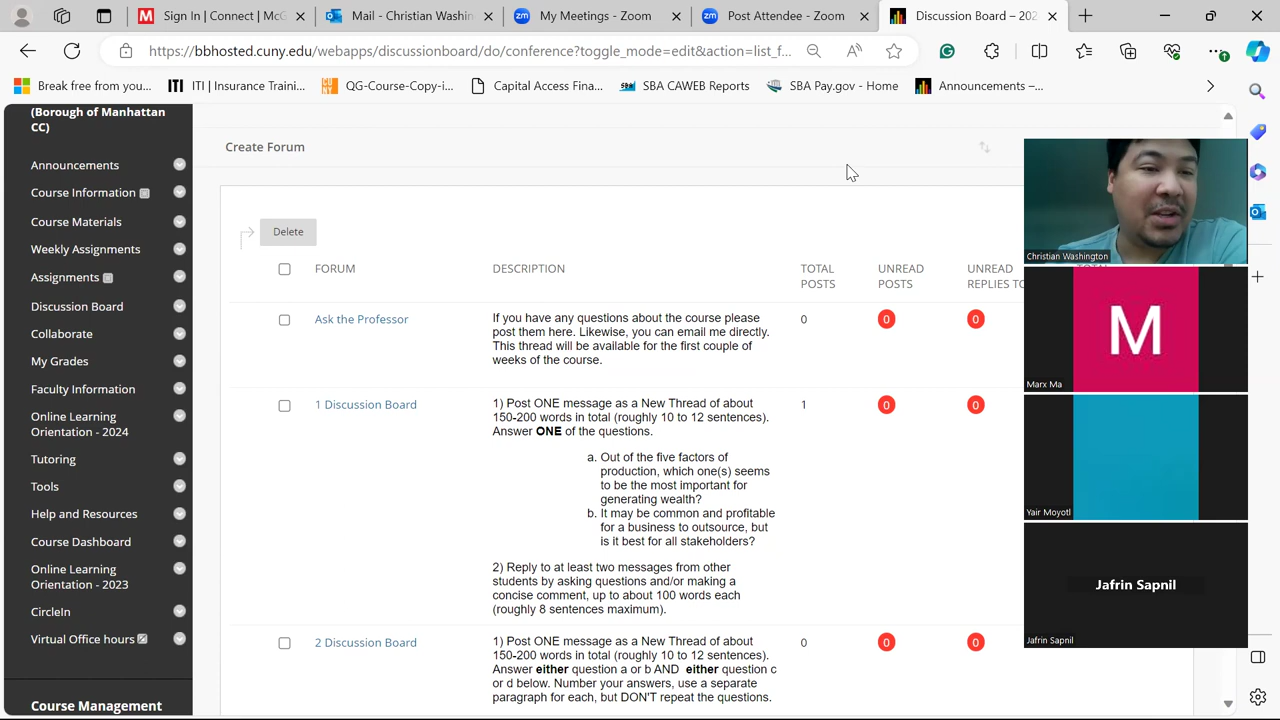 Sign In | Connect | McG
Mail - Christian Washin
My Meetings - Zoom
Post Attendee - Zoom
Discussion Board – 202
https://bbhosted.cuny.edu/webapps/discussionboard/do/conference?toggle_mode=edit&action=list_f...
Break free from you...
ITI | Insurance Traini...
QG-Course-Copy-i...
Capital Access Fina...
SBA CAWEB Reports
SBA Pay.gov - Home
Announcements –...
(Borough of Manhattan
CC)
Announcements
Course Information
Course Materials
Weekly Assignments
Assignments
Discussion Board
Collaborate
My Grades
Faculty Information
Online Learning
Orientation - 2024
Tutoring
Tools
Help and Resources
Course Dashboard
Online Learning
Orientation - 2023
CircleIn
Virtual Office hours
Course Management
Create Forum
Delete
FORUM
DESCRIPTION
TOTAL
POSTS
UNREAD
POSTS
UNREAD
REPLIES TO
Ask the Professor
If you have any questions about the course please
post them here. Likewise, you can email me directly.
This thread will be available for the first couple of
weeks of the course.
0
0
0
1 Discussion Board
1) Post ONE message as a New Thread of about
150-200 words in total (roughly 10 to 12 sentences).
Answer ONE of the questions.
a. Out of the five factors of
production, which one(s) seems
to be the most important for
generating wealth?
b. It may be common and profitable
for a business to outsource, but
is it best for all stakeholders?
2) Reply to at least two messages from other
students by asking questions and/or making a
concise comment, up to about 100 words each
(roughly 8 sentences maximum).
1
0
0
2 Discussion Board
1) Post ONE message as a New Thread of about
150-200 words in total (roughly 10 to 12 sentences).
Answer either question a or b AND either question c
or d below. Number your answers, use a separate
paragraph for each, but DON'T repeat the questions.
0
0
0
Christian Washington
M
Marx Ma
Yair Moyotl
Jafrin Sapnil
Jafrin Sapnil